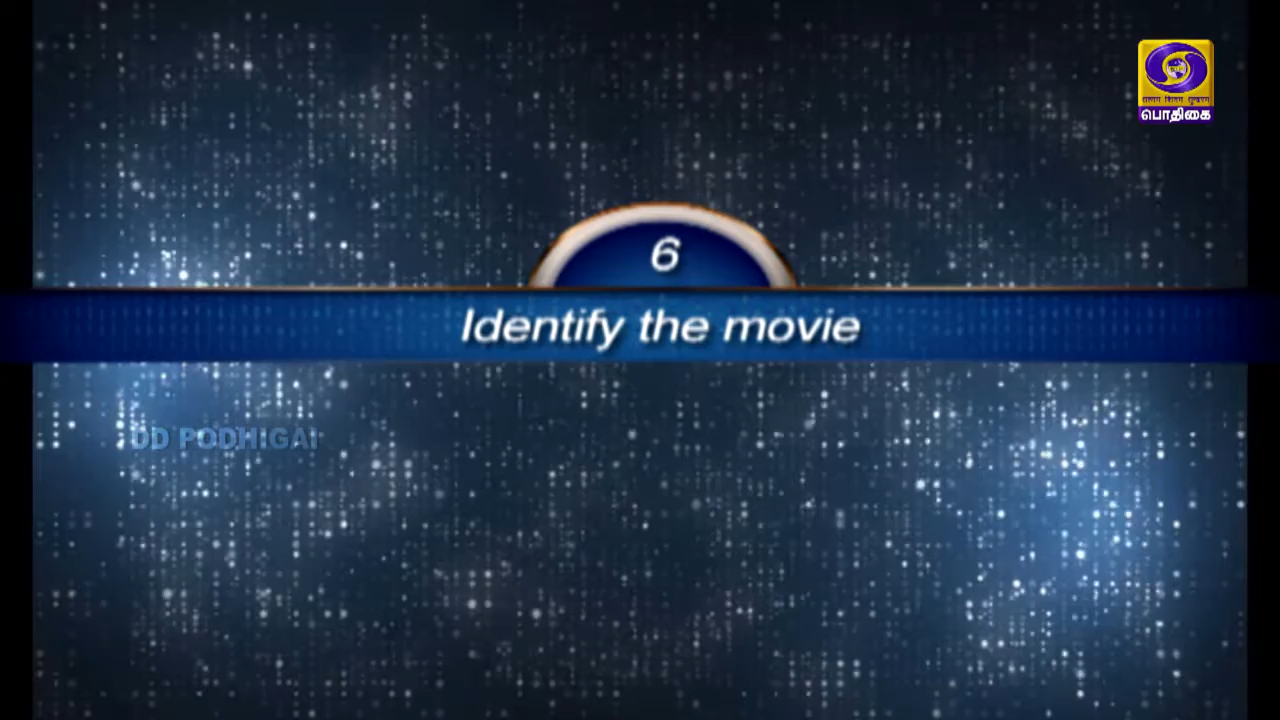 பொதிகை
6
Identify the movie
DD PODHIGAI